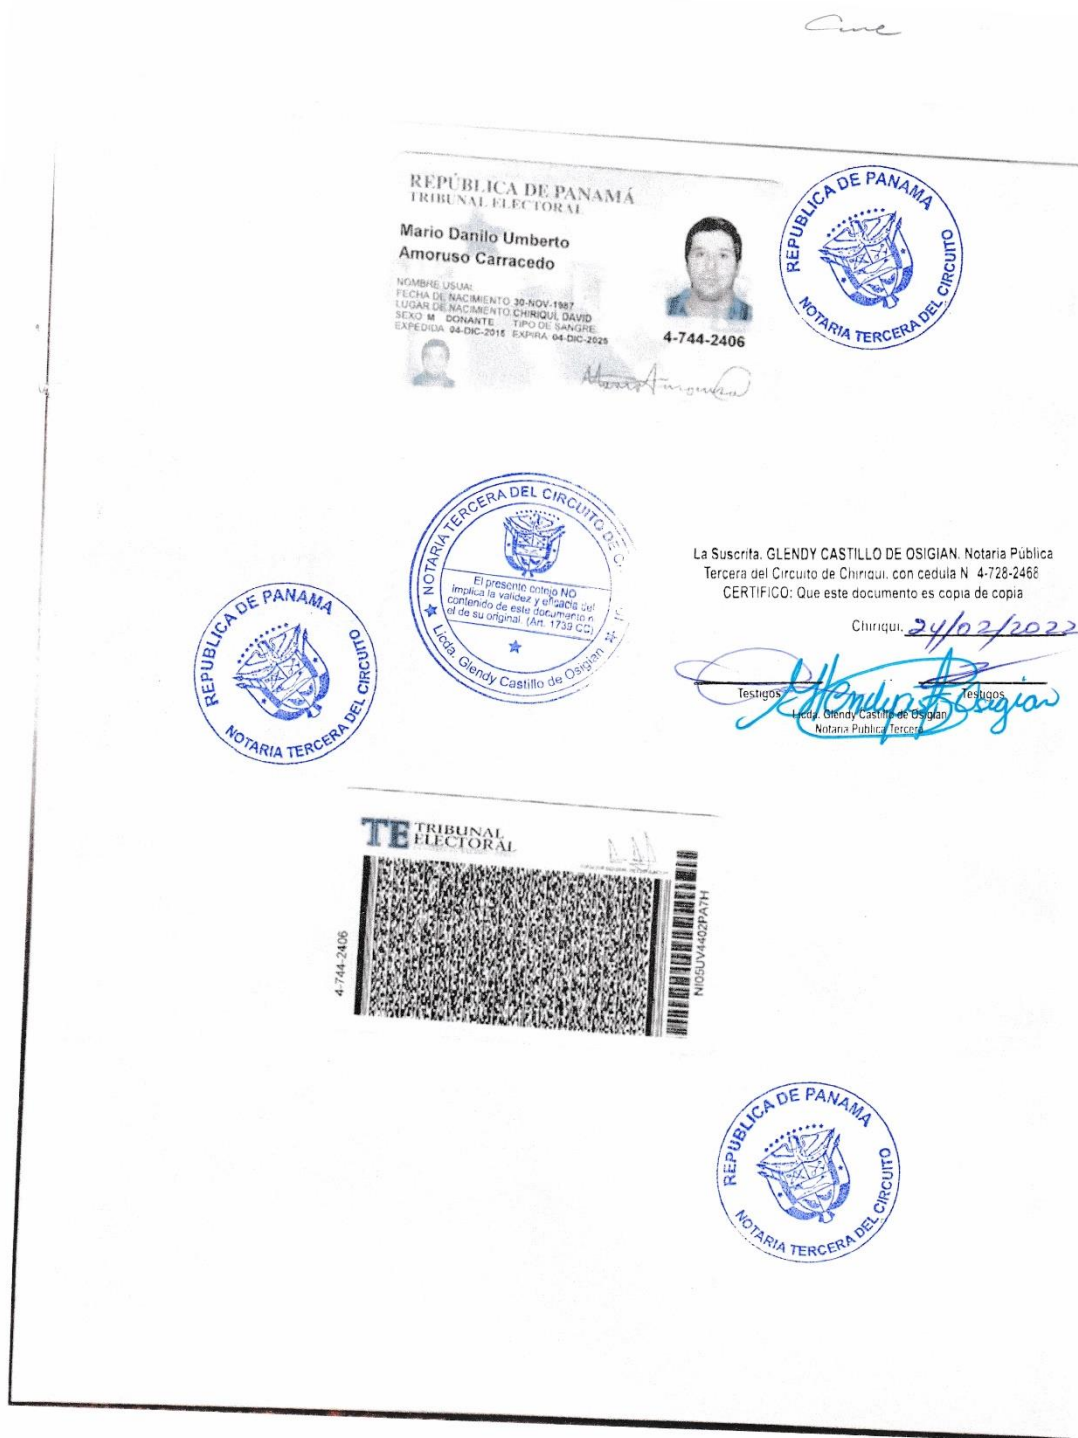 REPÚBLICA DE PANAMÁ
TRIBUNAL ELECTORAL
Mario Danilo Umberto
Amoruso Carracedo
NOMBRE USUAL
FECHA DE NACIMIENTO 30-NOV-1987
LUGAR DE NACIMIENTO CHIRIQUI, DAVID
SEXO M DONANTE TIPO DE SANGRE
EXPEDIDA 04-DIC-2015 EXPIRA 04-DIC-2025
4-744-2406
REPUBLICA DE PANAMA
NOTARIA TERCERA DEL CIRCUITO
NOTARIA TERCERA DEL CIRCUITO DE
El presente cotejo NO
implica la validez y eficacia del
contenido de este documento n
el de su original. (Art. 1739 CC)
Licda. Glendy Castillo de Osigian
La Suscrita. GLENDY CASTILLO DE OSIGIAN. Notaria Pública
Tercera del Circuito de Chiriqui. con cedula N 4-728-2468
CERTIFICO: Que este documento es copia de copia
Chiriqui. 24/02/2022
Testigos Testigos
Licda. Glendy Castillo de Osigian
Notaria Publica Tercera
REPUBLICA DE PANAMA
NOTARIA TERCERA DEL CIRCUITO
TE TRIBUNAL
ELECTORAL
4-744-2406
NI05UV4402PA7H
REPUBLICA DE PANAMA
NOTARIA TERCERA DEL CIRCUITO